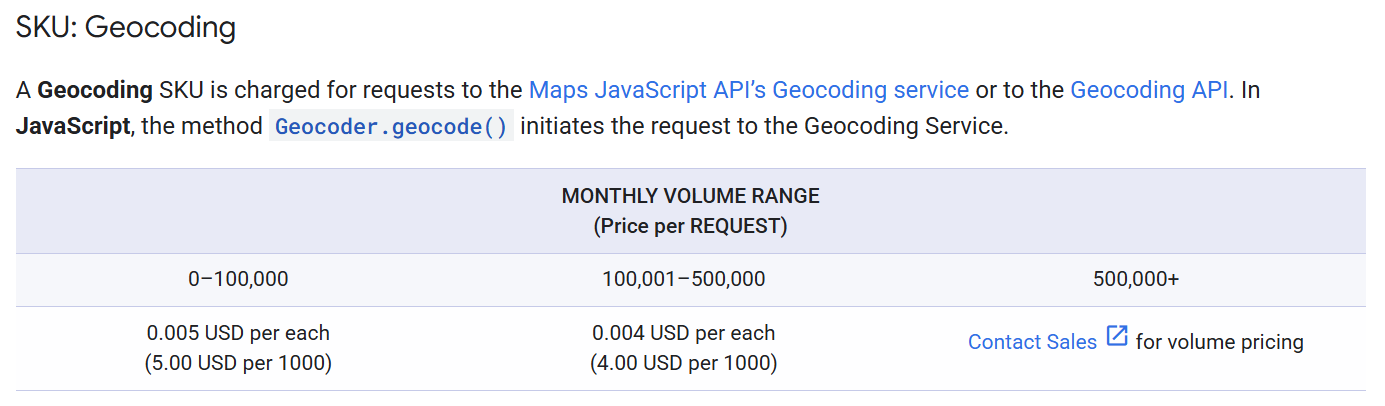 SKU: Geocoding
A Geocoding SKU is charged for requests to the Maps JavaScript API’s Geocoding service or to the Geocoding API. In
JavaScript, the method Geocoder.geocode() initiates the request to the Geocoding Service.
MONTHLY VOLUME RANGE
(Price per REQUEST)
0–100,000 100,001–500,000 500,000+
0.005 USD per each
(5.00 USD per 1000)
0.004 USD per each
(4.00 USD per 1000)
Contact Sales for volume pricing